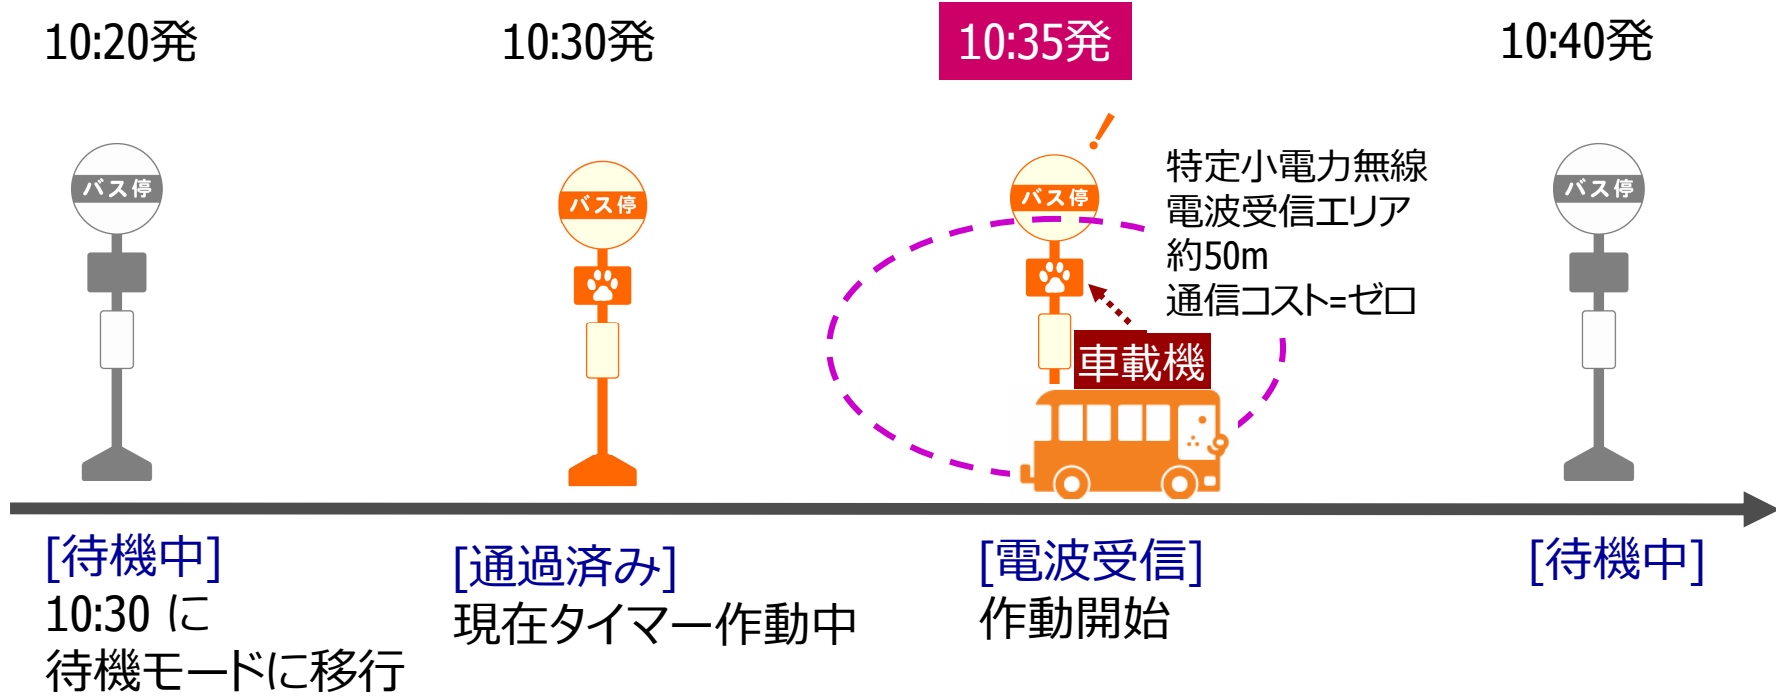 10:20発
10:30発
10:35発
10:40発
バス停
バス停
バス停
バス停
!
特定小電力無線
電波受信エリア
約50m
通信コスト=ゼロ
車載機
[待機中]
10:30 に
待機モードに移行
[通過済み]
現在タイマー作動中
[電波受信]
作動開始
[待機中]